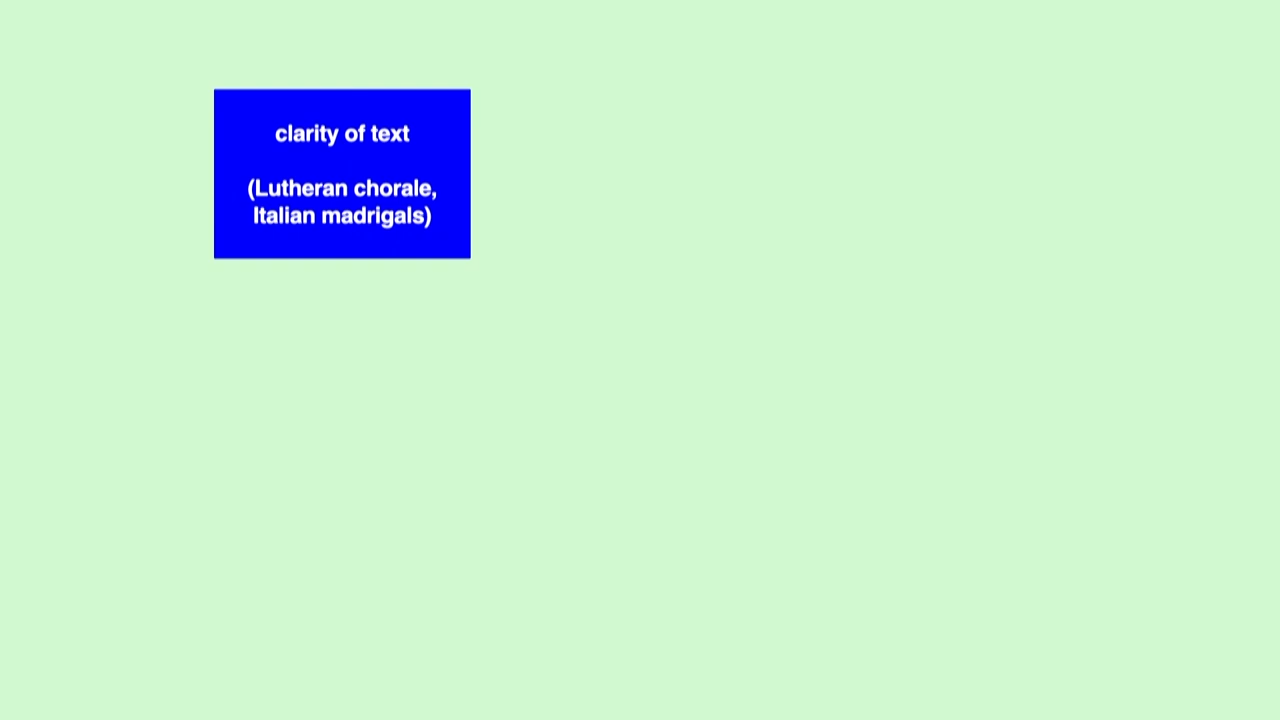 clarity of text
(Lutheran chorale,
Italian madrigals)